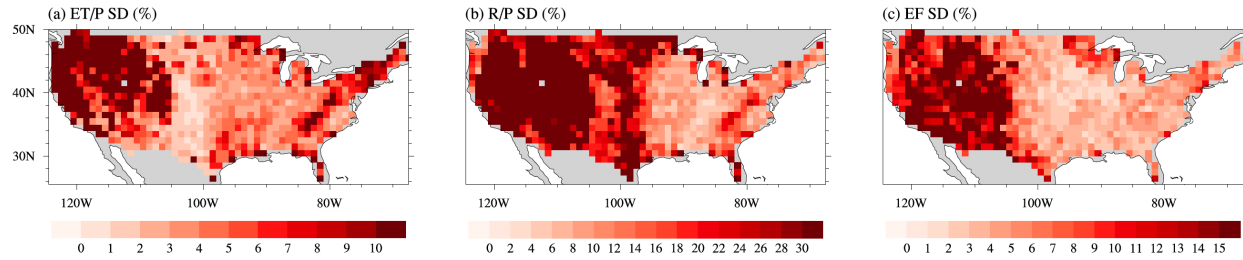 (a) ET/P SD (%)
(b) R/P SD (%)
(c) EF SD (%)
50N
40N
30N
120W 100W 80W
120W 100W 80W
120W 100W 80W
0 1 2 3 4 5 6 7 8 9 10
0 2 6 8 10 12 14 16 18 20 22 24 26 28 30
0 1 2 3 4 6 7 8 9 10 11 12 13 14 15